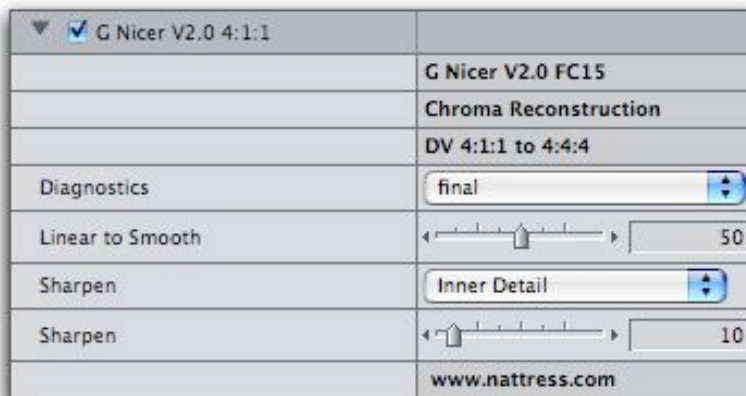 G Nicer V2.0 4:1:1
G Nicer V2.0 FC15
Chroma Reconstruction
DV 4:1:1 to 4:4:4
Diagnostics final
Linear to Smooth 50
Sharpen Inner Detail
Sharpen 10
www.nattress.com